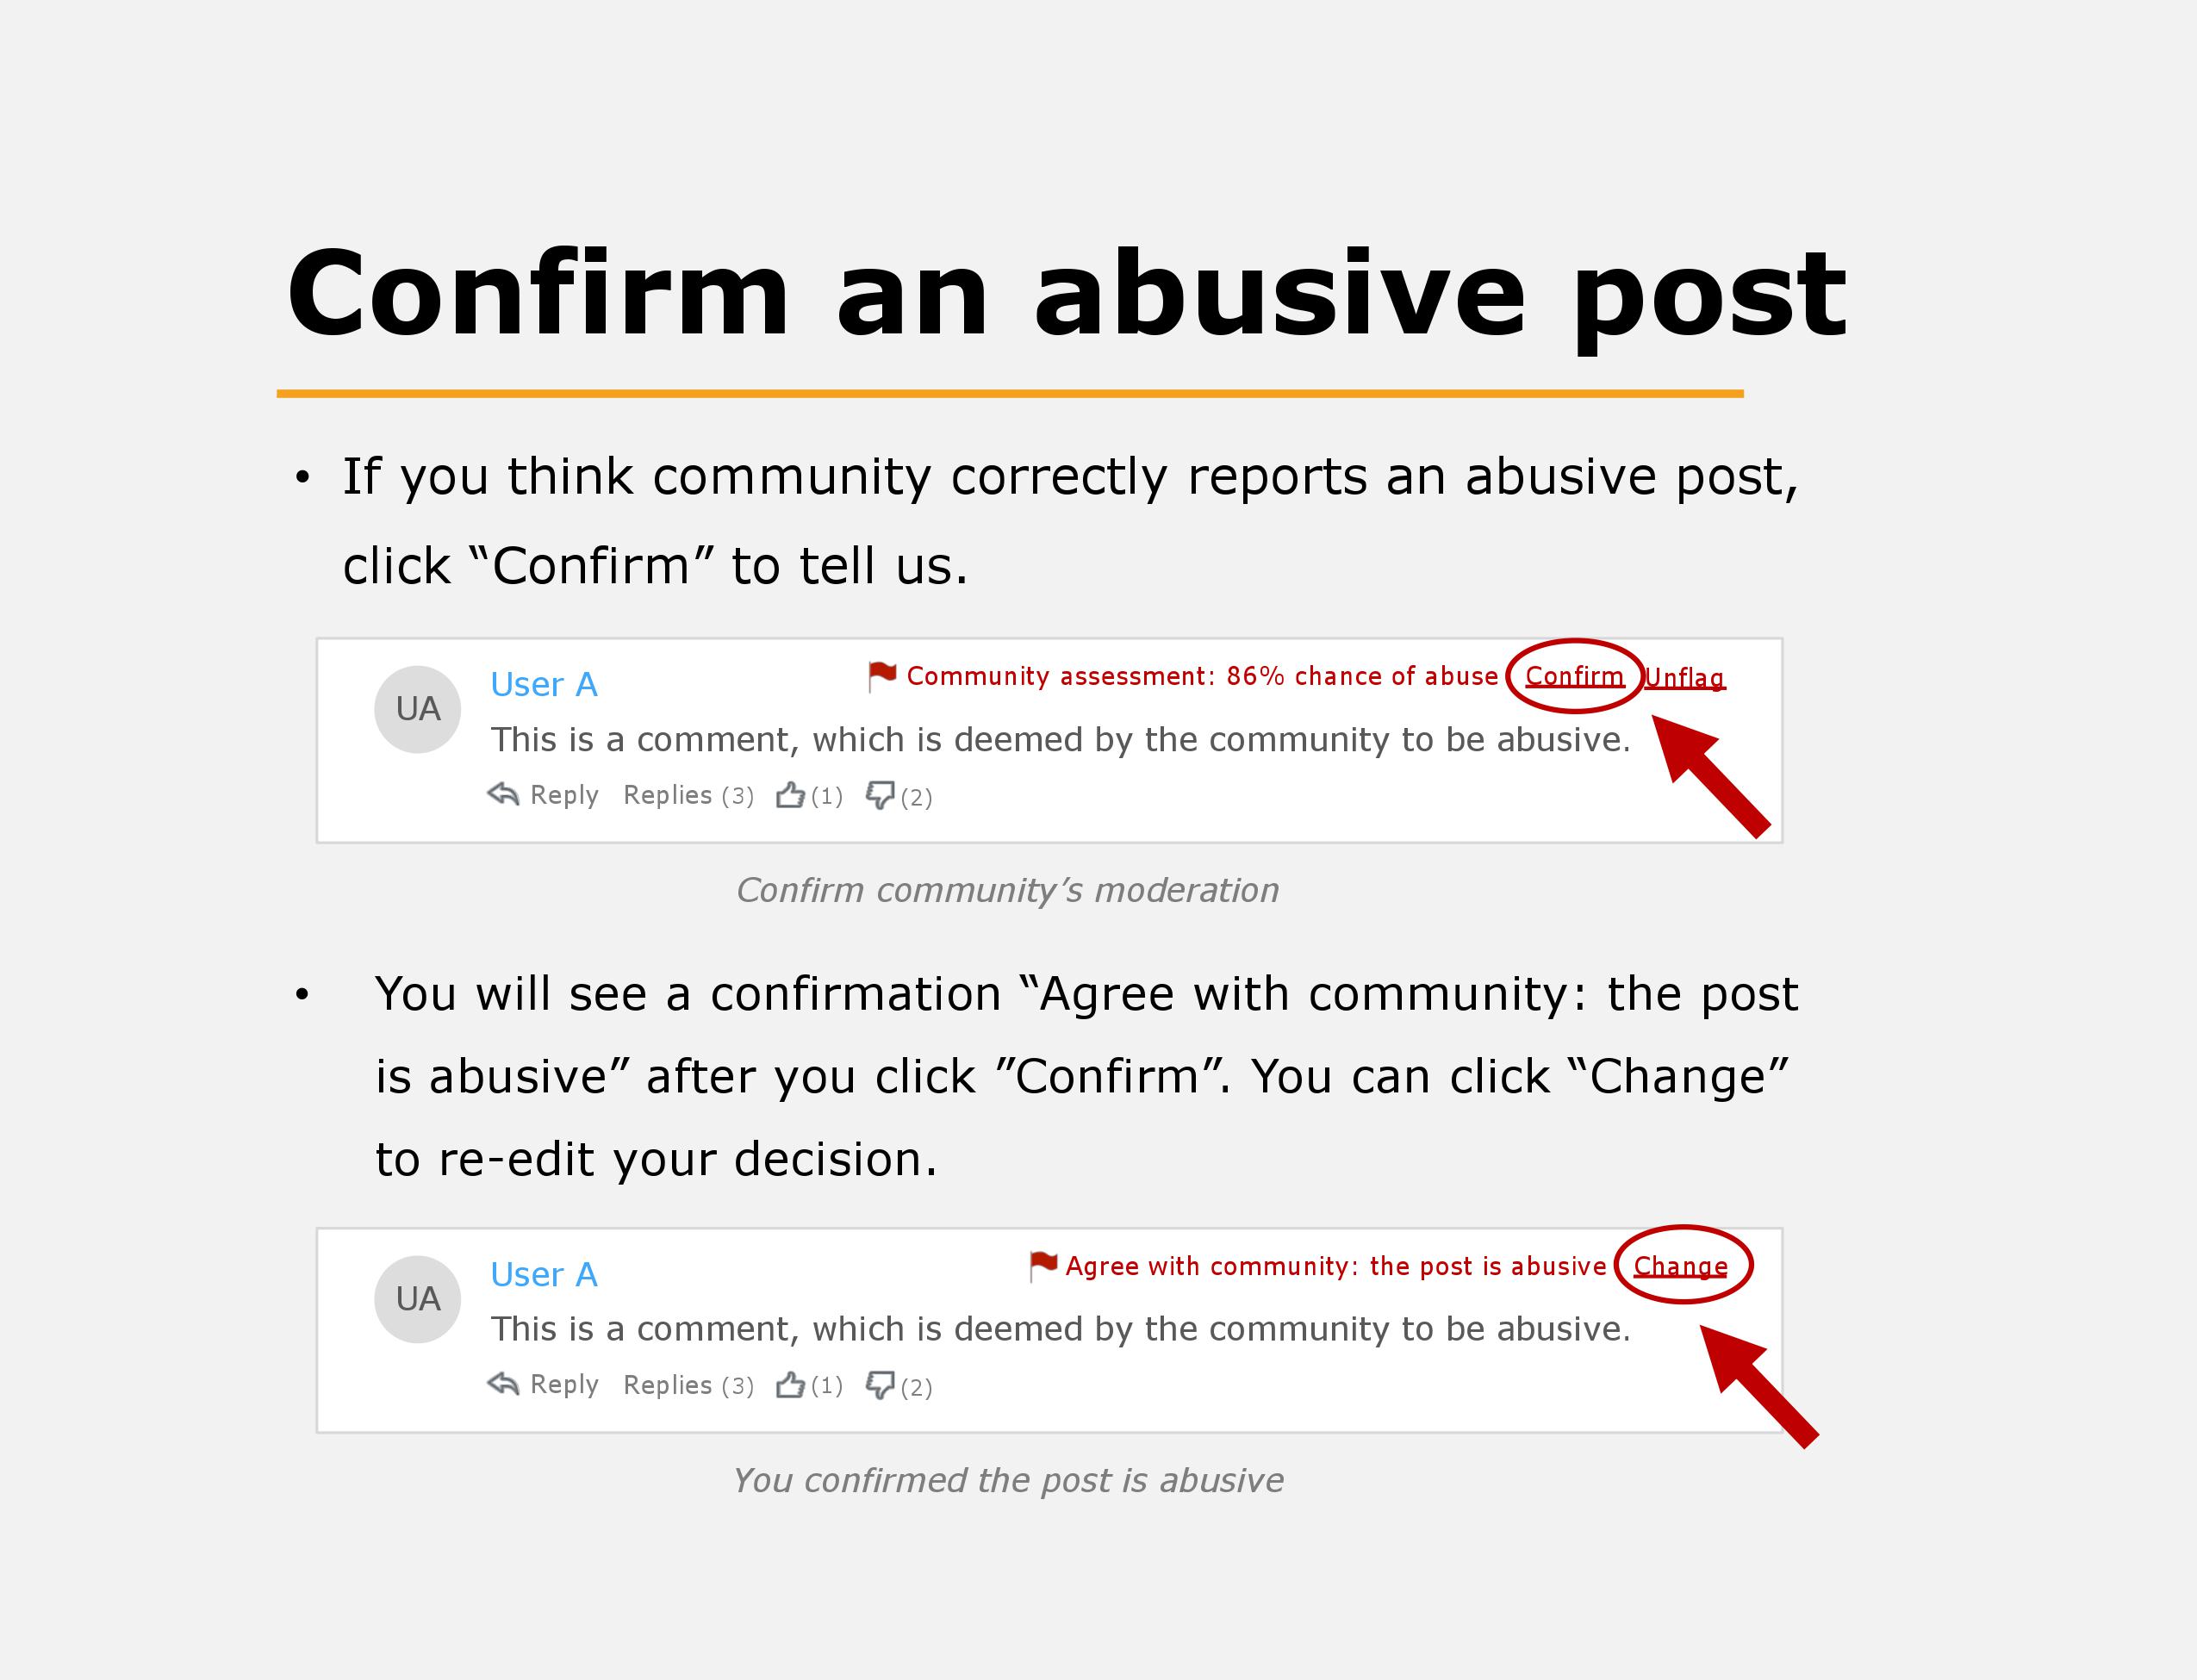 Confirm an abusive post
• If you think community correctly reports an abusive post,
click “Confirm” to tell us.
Community assessment: 86% chance of abuse Confirm Unflag
UA User A
This is a comment, which is deemed by the community to be abusive.
Reply Replies (3) (1) (2)
Confirm community’s moderation
• You will see a confirmation “Agree with community: the post
is abusive” after you click ”Confirm”. You can click “Change”
to re-edit your decision.
Agree with community: the post is abusive Change
UA User A
This is a comment, which is deemed by the community to be abusive.
Reply Replies (3) (1) (2)
You confirmed the post is abusive